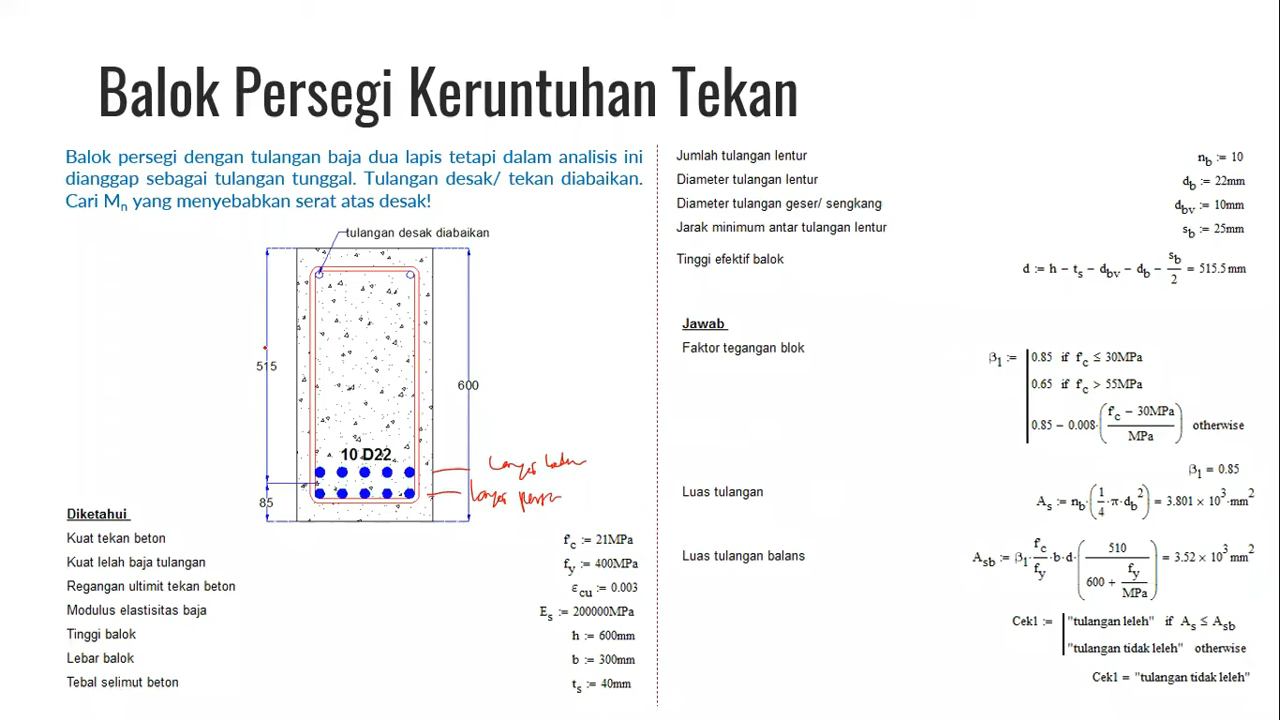 Balok Persegi Keruntuhan Tekan
Balok persegi dengan tulangan baja dua lapis tetapi dalam analisis ini
dianggap sebagai tulangan tunggal. Tulangan desak/ tekan diabaikan.
Cari Mn yang menyebabkan serat atas desak!
tulangan desak diabaikan
515
600
10 D22
85
Diketahui
Kuat tekan beton f'c := 21MPa
Kuat lelah baja tulangan fy := 400MPa
Regangan ultimit tekan beton εcu := 0.003
Modulus elastisitas baja Es := 200000MPa
Tinggi balok h := 600mm
Lebar balok b := 300mm
Tebal selimut beton ts := 40mm
Jumlah tulangan lentur nb := 10
Diameter tulangan lentur db := 22mm
Diameter tulangan geser/ sengkang dbv := 10mm
Jarak minimum antar tulangan lentur sb := 25mm
Tinggi efektif balok d := h − ts − dbv − db − sb/2 = 515.5 mm
Jawab
Faktor tegangan blok β1 := 0.85 if f'c ≤ 30MPa
0.65 if f'c > 55MPa
0.85 − 0.008·((f'c − 30MPa)/MPa) otherwise
β1 = 0.85
Luas tulangan As := nb·(1/4·π·db²) = 3.801 × 10³·mm²
Luas tulangan balans Asb := β1·f'c/fy·b·d·(510/(600 + fy/MPa)) = 3.52 × 10³ mm²
Cek1 := "tulangan leleh" if As ≤ Asb
"tulangan tidak leleh" otherwise
Cek1 = "tulangan tidak leleh"